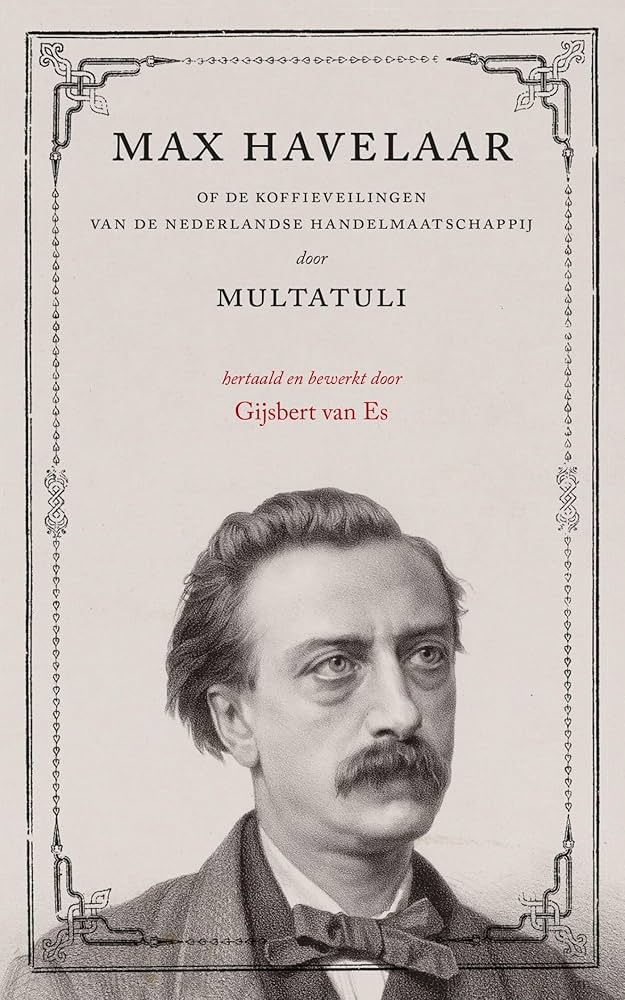 MAX HAVELAAR
OF DE KOFFIEVEILINGEN
VAN DE NEDERLANDSE HANDELMAATSCHAPPIJ
door
MULTATULI
hertaald en bewerkt door
Gijsbert van Es